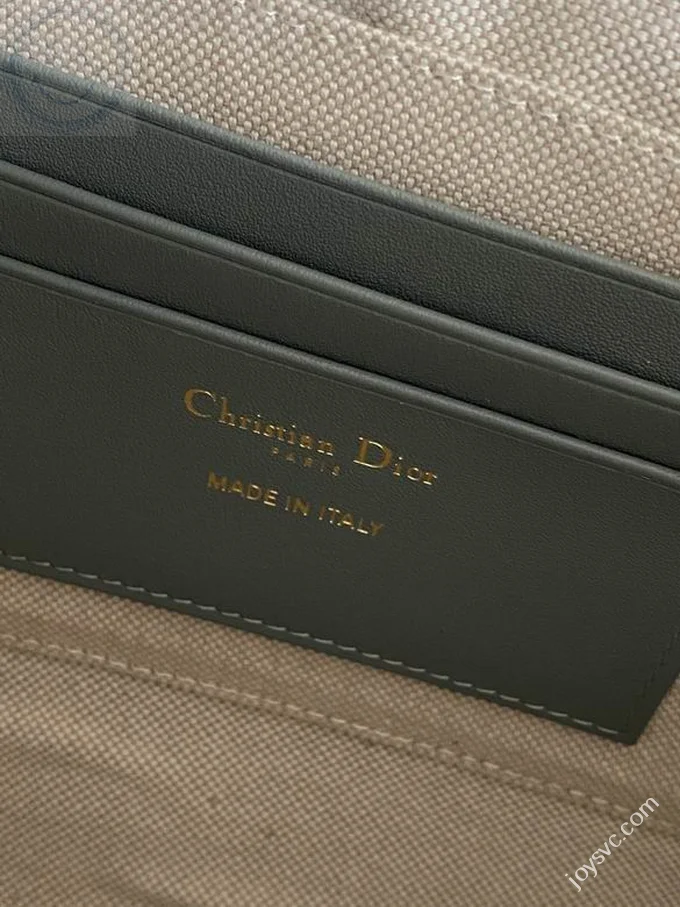 Christian Dior
PARIS
MADE IN ITALY
joysvc.com